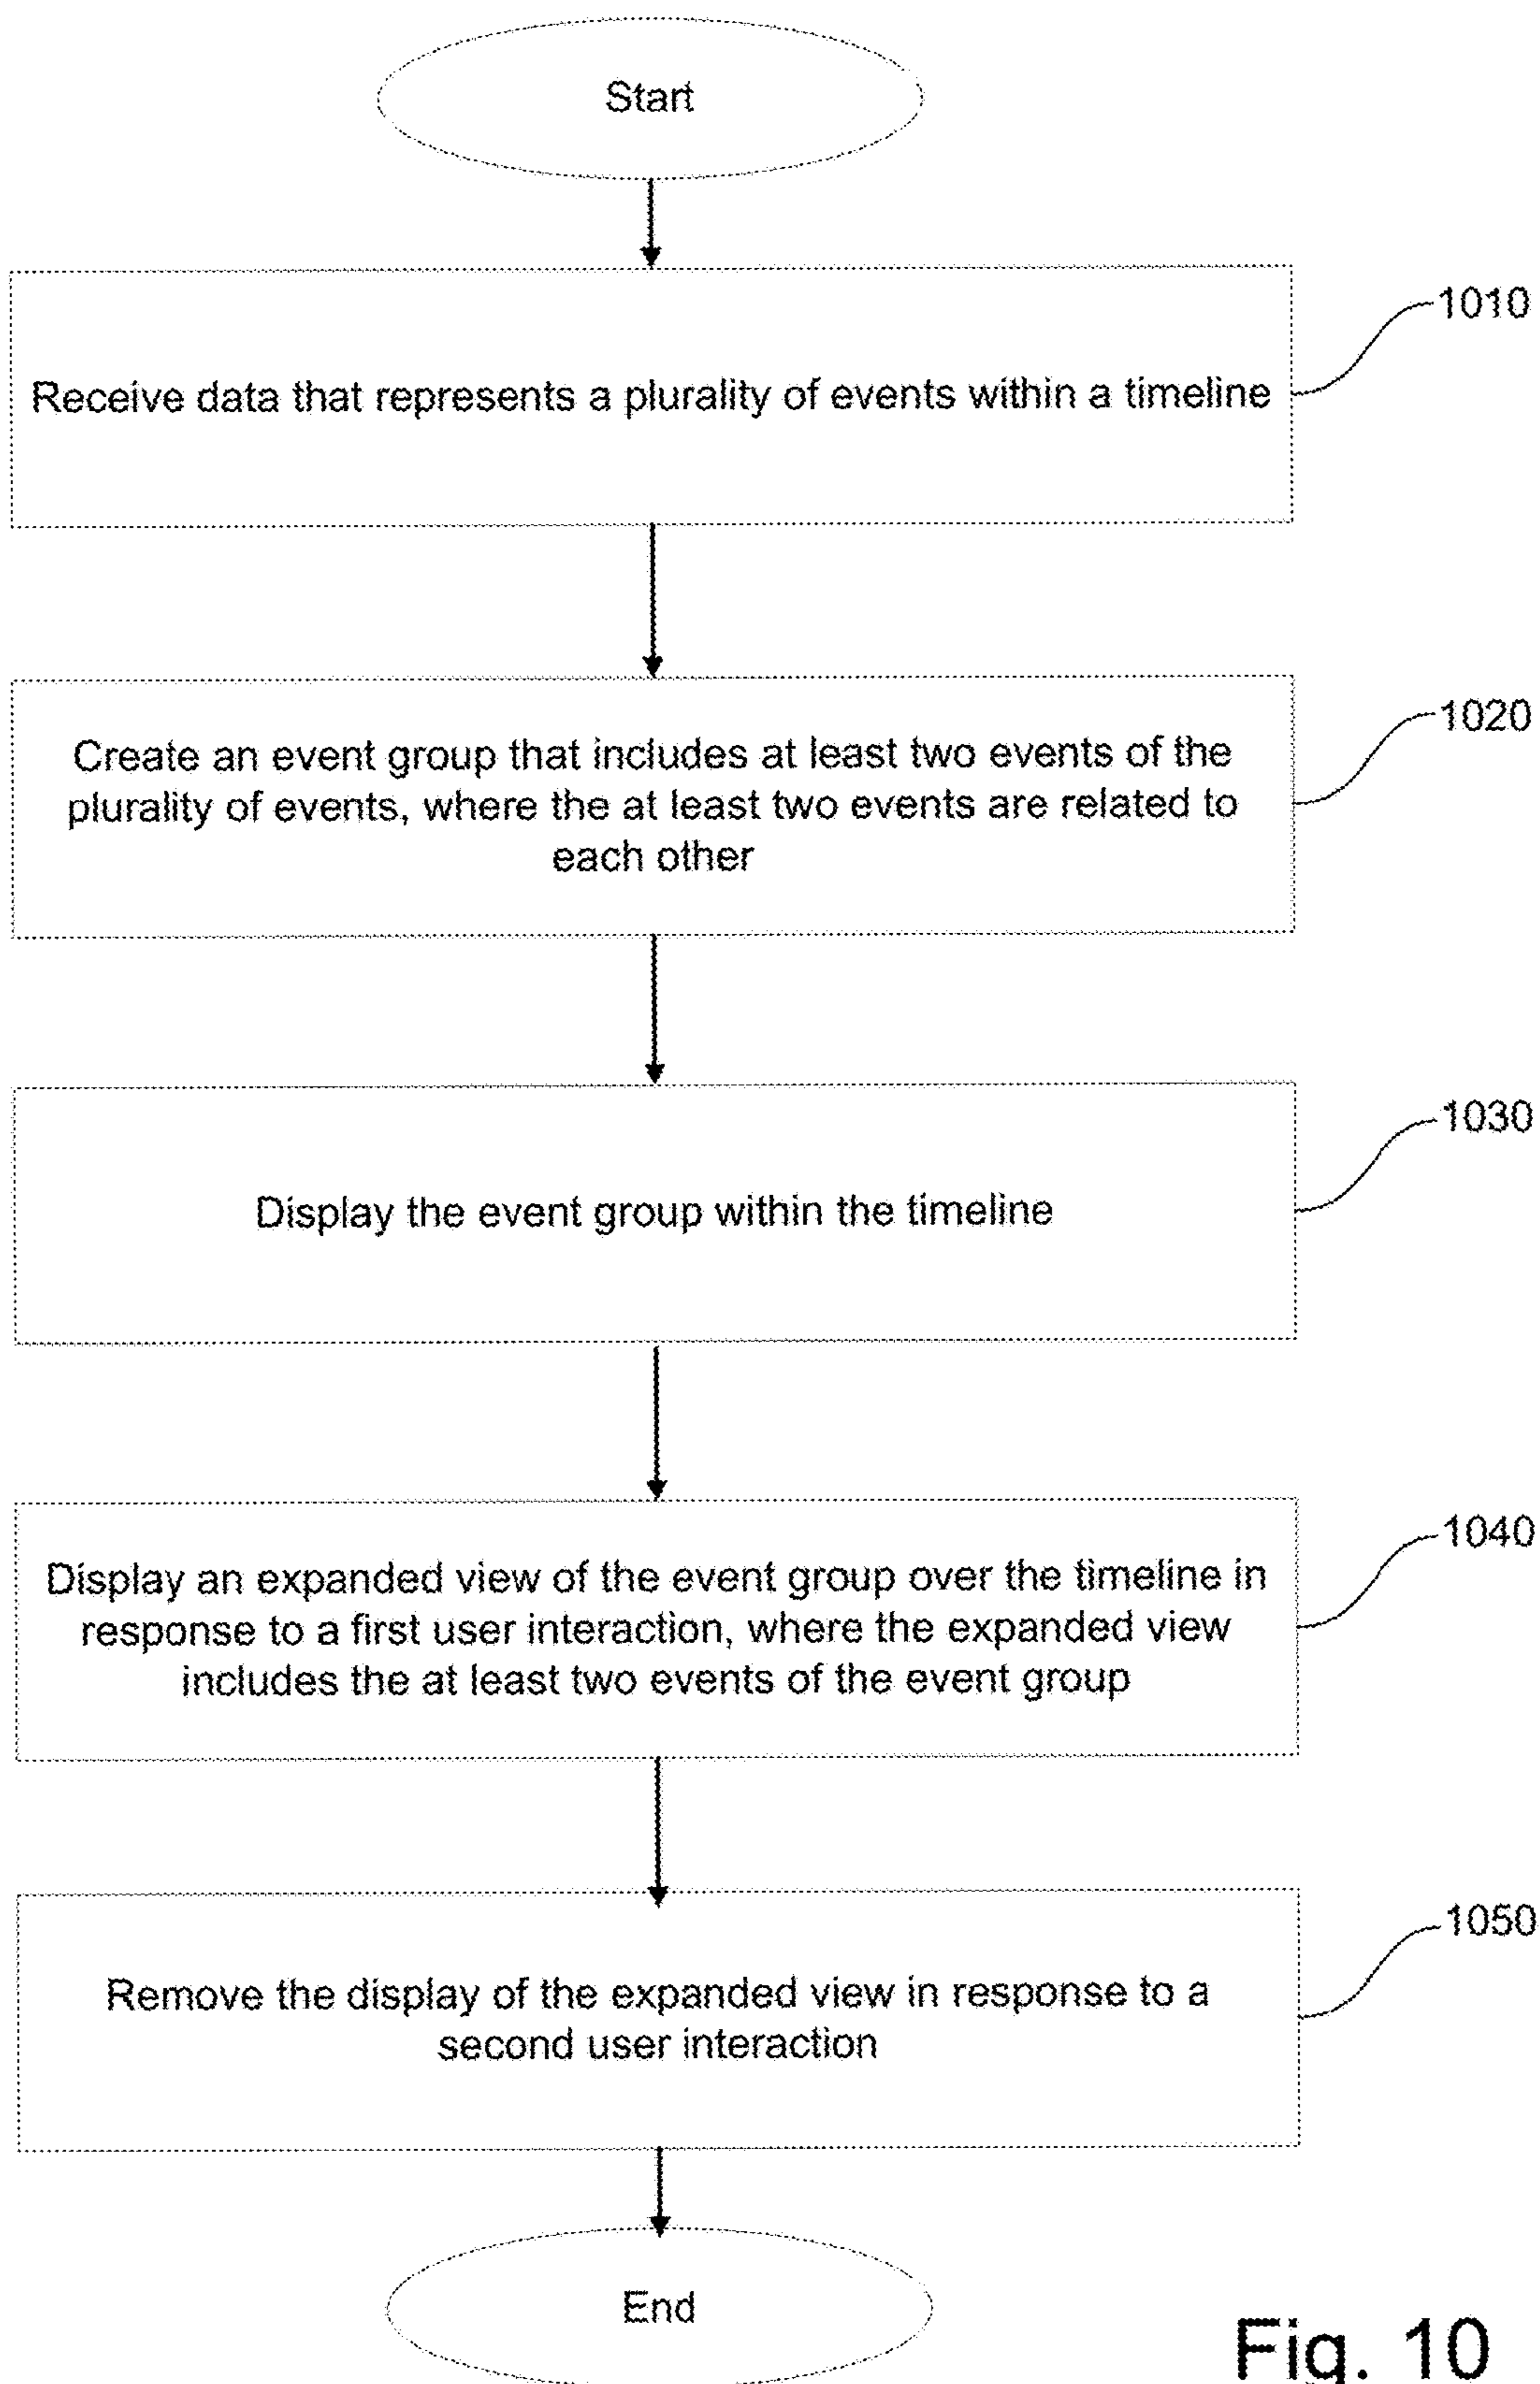 Start
1010
Receive data that represents a plurality of events within a timeline
1020
Create an event group that includes at least two events of the
plurality of events, where the at least two events are related to
each other
1030
Display the event group within the timeline
1040
Display an expanded view of the event group over the timeline in
response to a first user interaction, where the expanded view
includes the at least two events of the event group
1050
Remove the display of the expanded view in response to a
second user interaction
End
Fig. 10